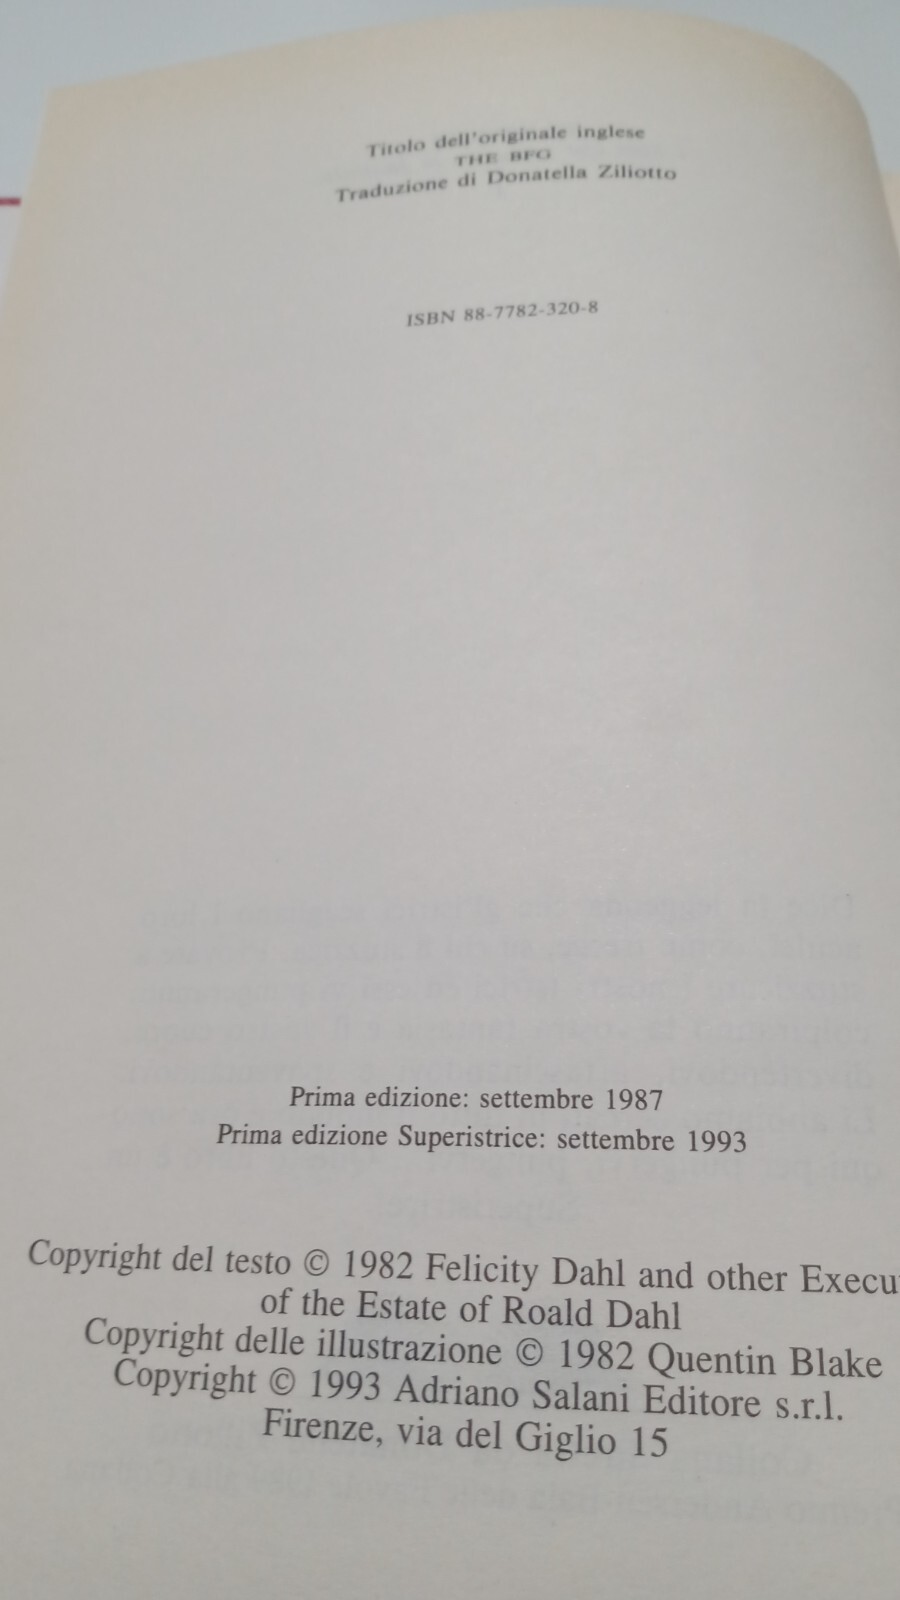 Titolo dell'originale inglese
THE BFG
Traduzione di Donatella Ziliotto
ISBN 88-7782-320-8
Prima edizione: settembre 1987
Prima edizione Superistrice: settembre 1993
Copyright del testo © 1982 Felicity Dahl and other Execu
of the Estate of Roald Dahl
Copyright delle illustrazione © 1982 Quentin Blake
Copyright © 1993 Adriano Salani Editore s.r.l.
Firenze, via del Giglio 15